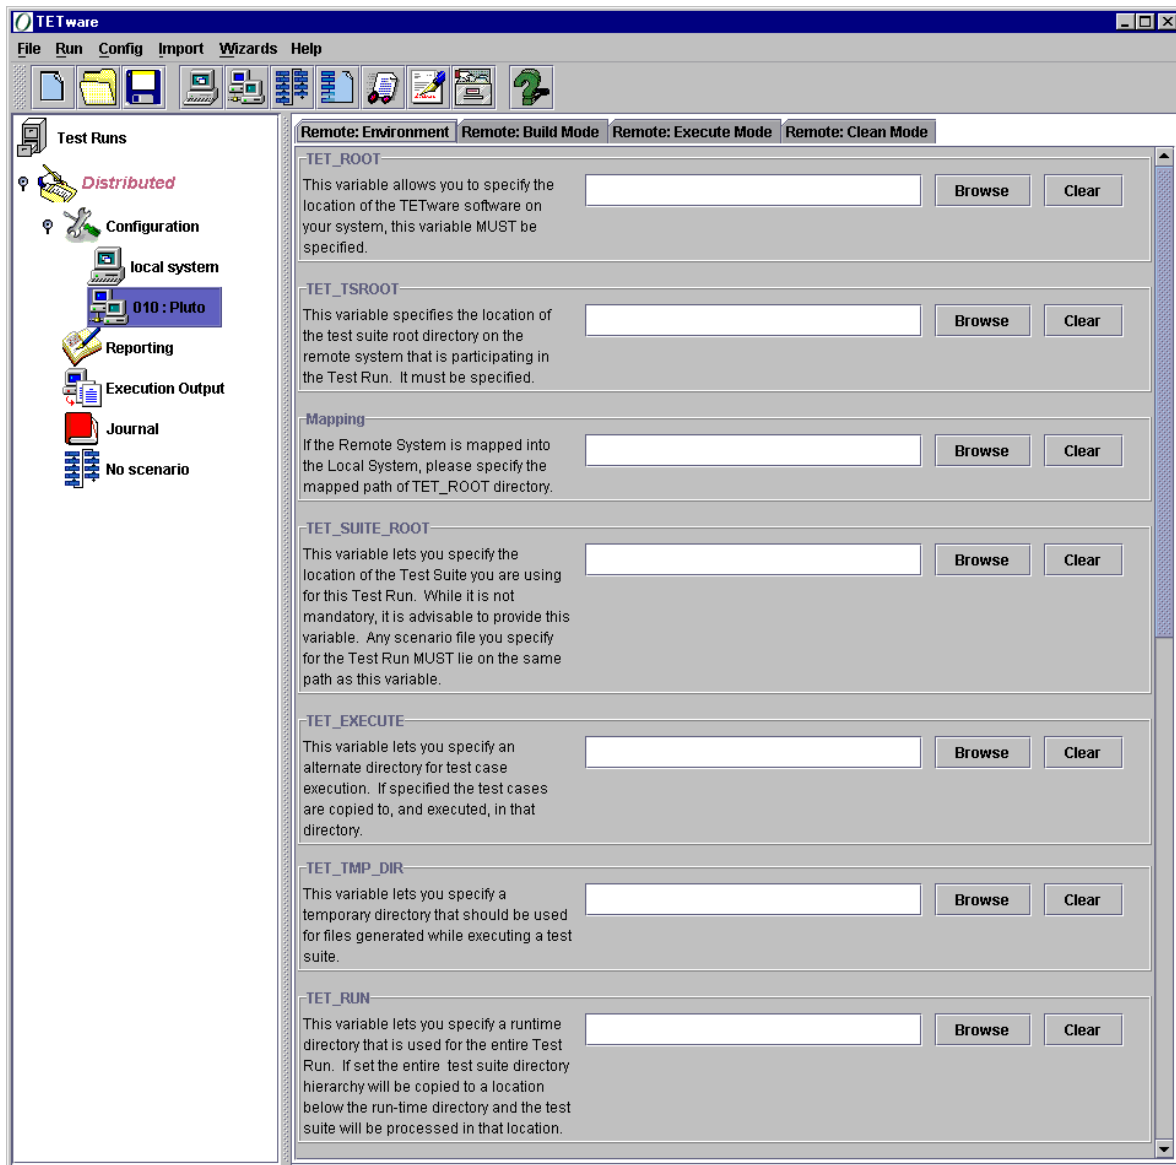 TETware
File Run Config Import Wizards Help
Test Runs
Distributed
Configuration
local system
010 : Pluto
Reporting
Execution Output
Journal
No scenario
Remote: Environment Remote: Build Mode Remote: Execute Mode Remote: Clean Mode
TET_ROOT
This variable allows you to specify the
location of the TETware software on
your system, this variable MUST be
specified.
Browse Clear
TET_TSROOT
This variable specifies the location of
the test suite root directory on the
remote system that is participating in
the Test Run. It must be specified.
Browse Clear
Mapping
If the Remote System is mapped into
the Local System, please specify the
mapped path of TET_ROOT directory.
Browse Clear
TET_SUITE_ROOT
This variable lets you specify the
location of the Test Suite you are using
for this Test Run. While it is not
mandatory, it is advisable to provide this
variable. Any scenario file you specify
for the Test Run MUST lie on the same
path as this variable.
Browse Clear
TET_EXECUTE
This variable lets you specify an
alternate directory for test case
execution. If specified the test cases
are copied to, and executed, in that
directory.
Browse Clear
TET_TMP_DIR
This variable lets you specify a
temporary directory that should be used
for files generated while executing a test
suite.
Browse Clear
TET_RUN
This variable lets you specify a runtime
directory that is used for the entire Test
Run. If set the entire test suite directory
hierarchy will be copied to a location
below the run-time directory and the test
suite will be processed in that location.
Browse Clear